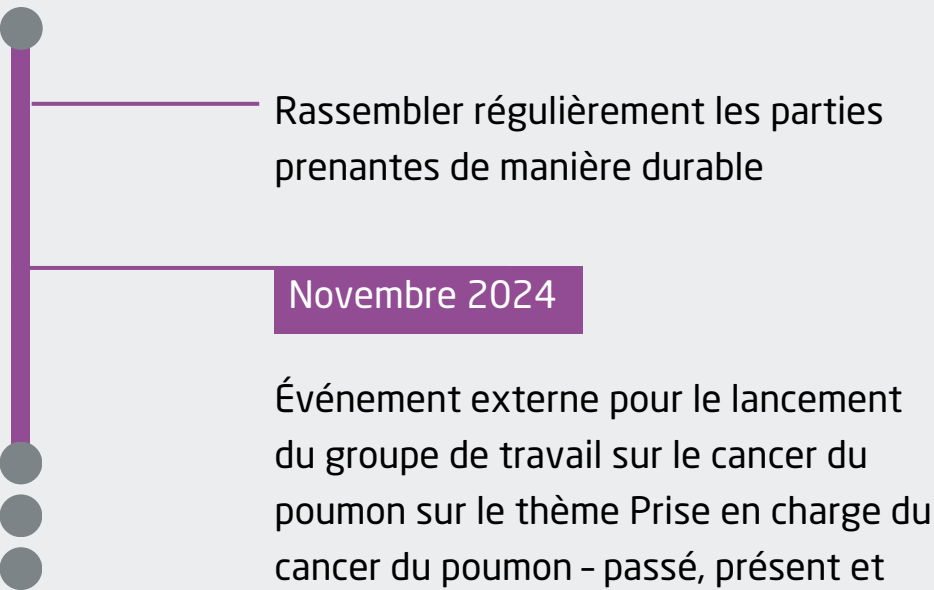 Rassembler régulièrement les parties
prenantes de manière durable
Novembre 2024
Événement externe pour le lancement
du groupe de travail sur le cancer du
poumon sur le thème Prise en charge du
cancer du poumon – passé, présent et